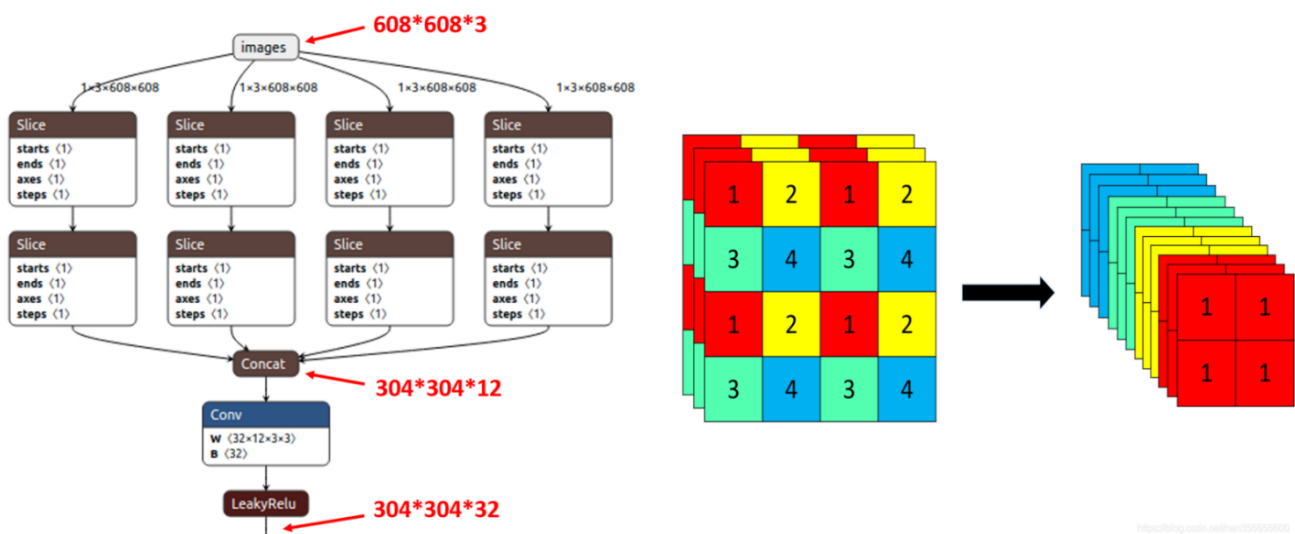 608*608*3
images
1×3×608×608 1×3×608×608 1×3×608×608 1×3×608×608
Slice Slice Slice Slice
starts ⟨1⟩ starts ⟨1⟩ starts ⟨1⟩ starts ⟨1⟩
ends ⟨1⟩ ends ⟨1⟩ ends ⟨1⟩ ends ⟨1⟩
axes ⟨1⟩ axes ⟨1⟩ axes ⟨1⟩ axes ⟨1⟩
steps ⟨1⟩ steps ⟨1⟩ steps ⟨1⟩ steps ⟨1⟩
Slice Slice Slice Slice
starts ⟨1⟩ starts ⟨1⟩ starts ⟨1⟩ starts ⟨1⟩
ends ⟨1⟩ ends ⟨1⟩ ends ⟨1⟩ ends ⟨1⟩
axes ⟨1⟩ axes ⟨1⟩ axes ⟨1⟩ axes ⟨1⟩
steps ⟨1⟩ steps ⟨1⟩ steps ⟨1⟩ steps ⟨1⟩
Concat
304*304*12
Conv
W ⟨32×12×3×3⟩
B ⟨32⟩
LeakyRelu
304*304*32
1 2 1 2
3 4 3 4
1 2 1 2
3 4 3 4
1 1
1 1